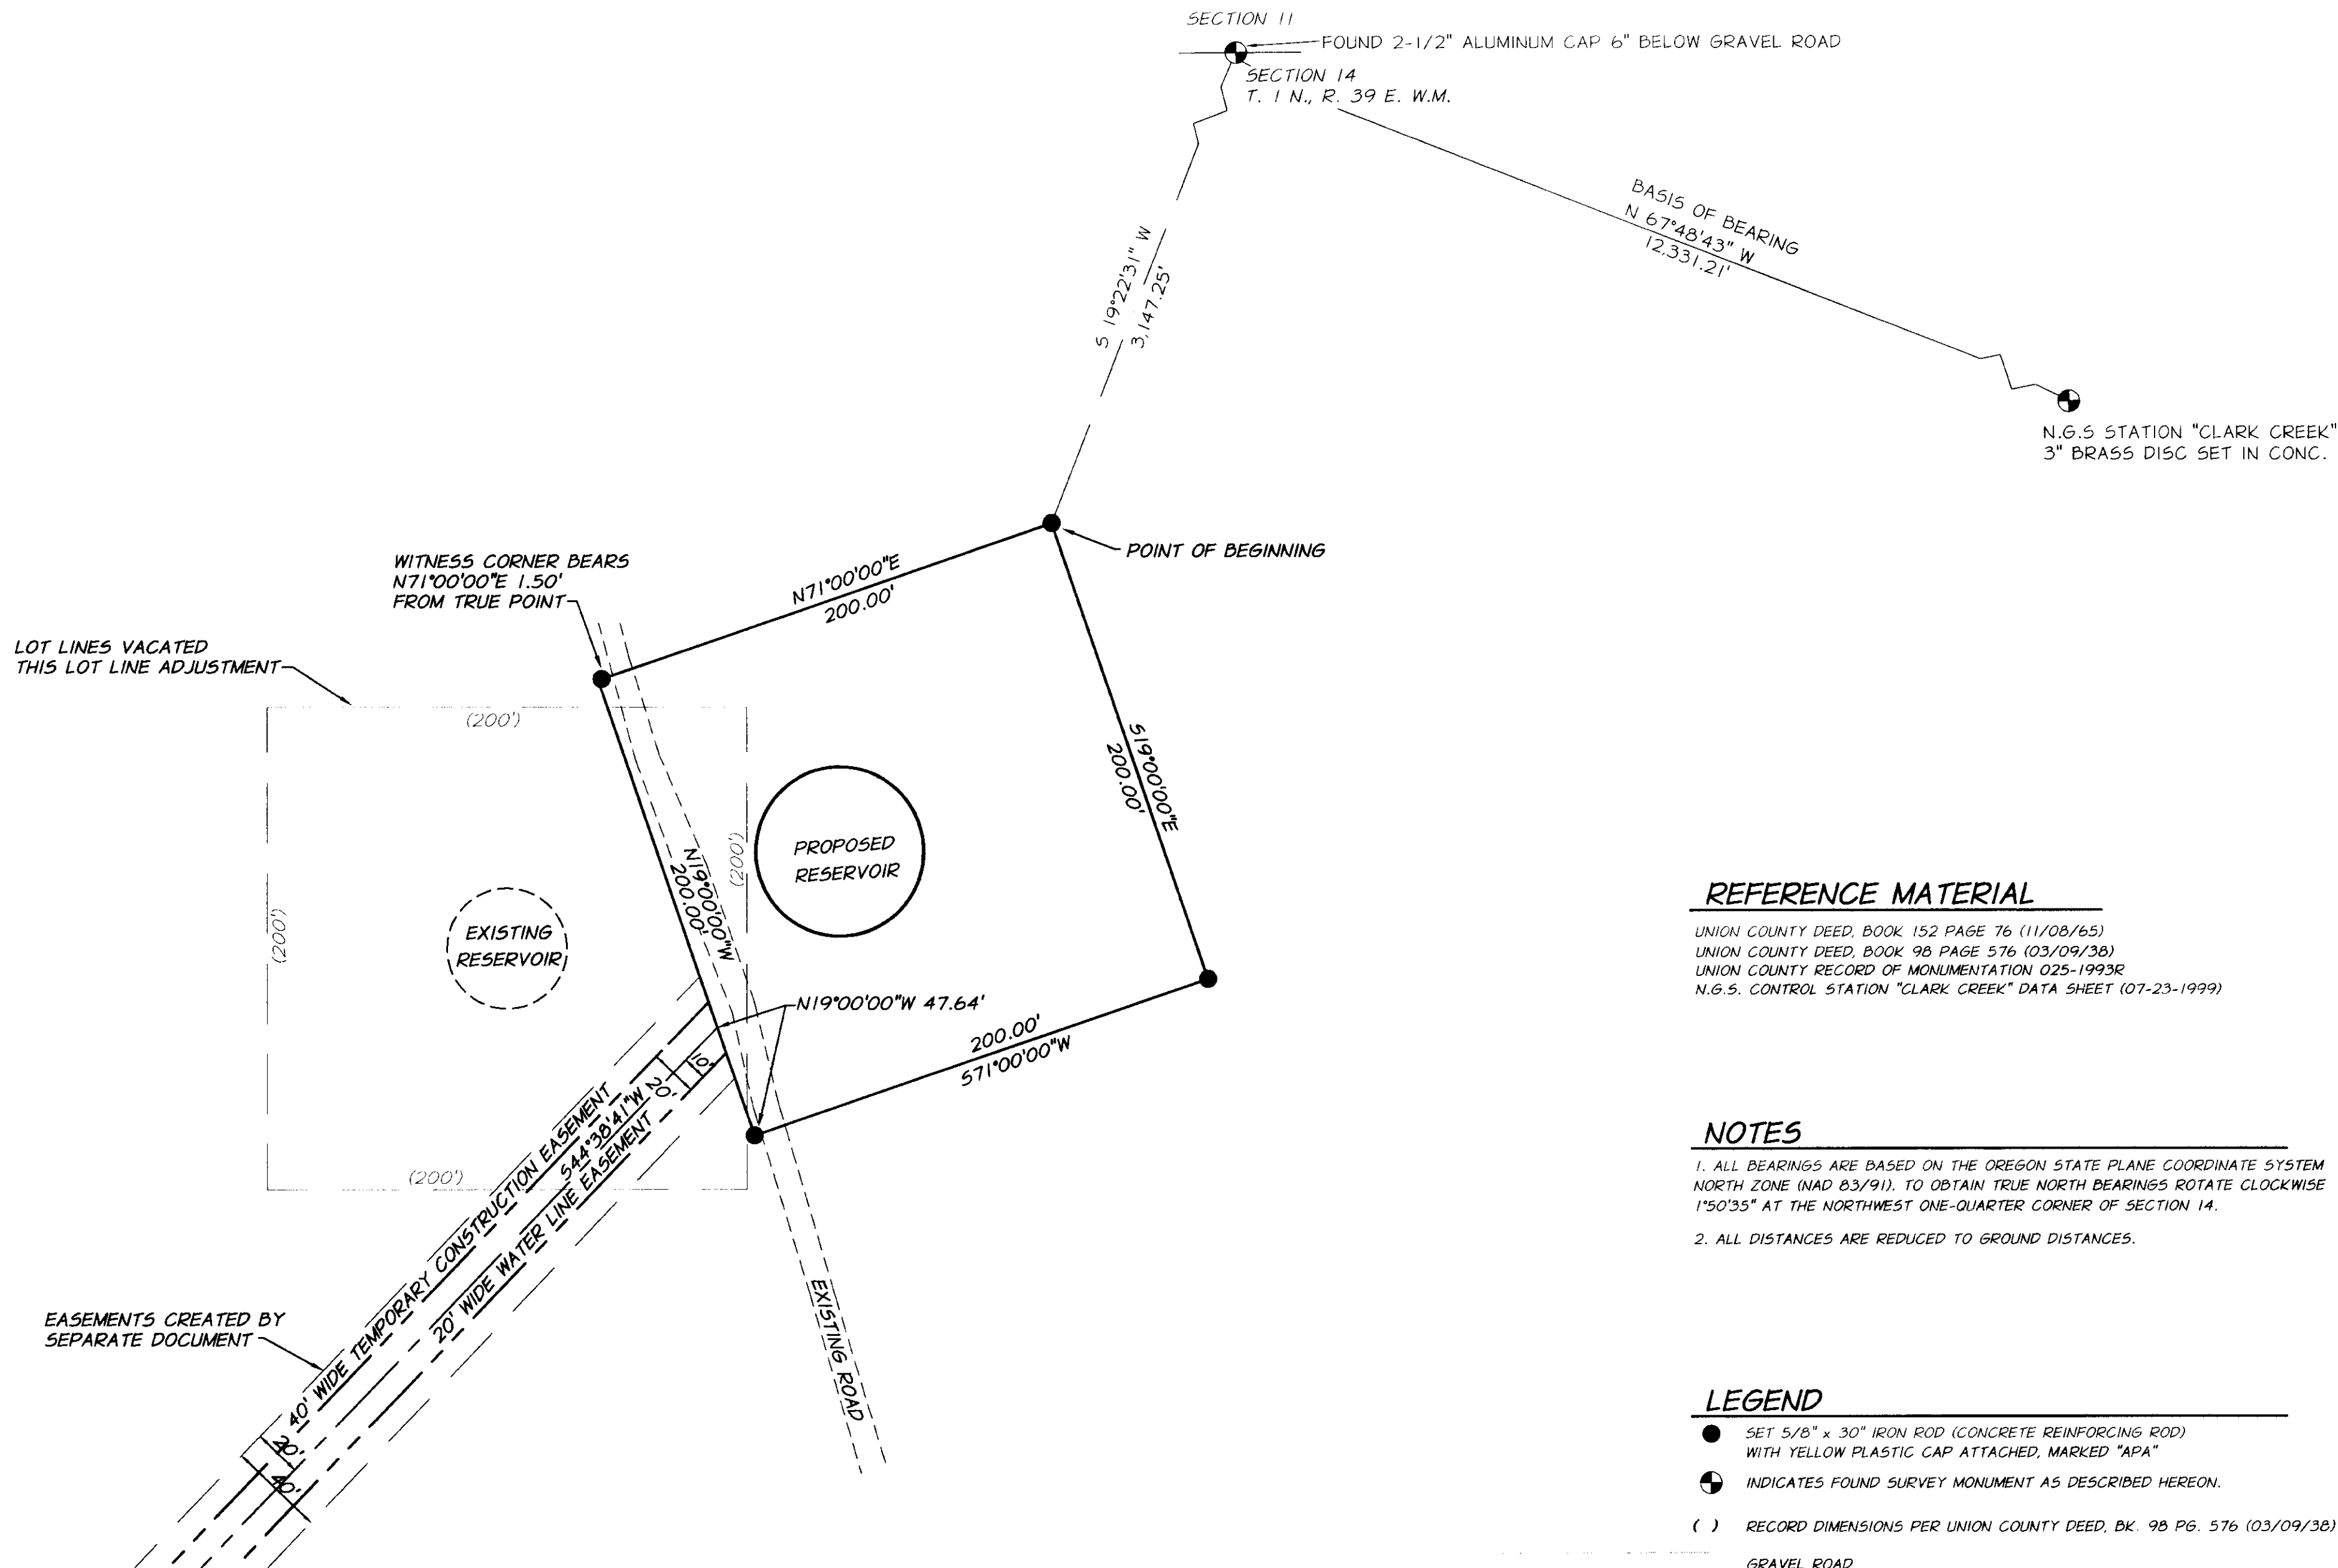 SECTION 11
FOUND 2-1/2" ALUMINUM CAP 6" BELOW GRAVEL ROAD
SECTION 14
T. 1 N., R. 39 E. W.M.
BASIS OF BEARING
N 67°48'43" W
12,331.21'
S 19°22'31" W
3,147.25'
N.G.S STATION "CLARK CREEK"
3" BRASS DISC SET IN CONC.
POINT OF BEGINNING
WITNESS CORNER BEARS
N71°00'00"E 1.50'
FROM TRUE POINT
N71°00'00"E
200.00'
LOT LINES VACATED
THIS LOT LINE ADJUSTMENT
(200')
S19°00'00"E
200.00'
(200')
N19°00'00"W
200.00'
PROPOSED
RESERVOIR
(200')
EXISTING
RESERVOIR
N19°00'00"W 47.64'
200.00'
S71°00'00"W
10'
20'
(200')
40' WIDE TEMPORARY CONSTRUCTION EASEMENT
S44°38'41"W
20' WIDE WATER LINE EASEMENT
EASEMENTS CREATED BY
SEPARATE DOCUMENT
EXISTING ROAD
20'
40'
REFERENCE MATERIAL
UNION COUNTY DEED, BOOK 152 PAGE 76 (11/08/65)
UNION COUNTY DEED, BOOK 98 PAGE 576 (03/09/38)
UNION COUNTY RECORD OF MONUMENTATION 025-1993R
N.G.S. CONTROL STATION "CLARK CREEK" DATA SHEET (07-23-1999)
NOTES
1. ALL BEARINGS ARE BASED ON THE OREGON STATE PLANE COORDINATE SYSTEM
NORTH ZONE (NAD 83/91). TO OBTAIN TRUE NORTH BEARINGS ROTATE CLOCKWISE
1°50'35" AT THE NORTHWEST ONE-QUARTER CORNER OF SECTION 14.
2. ALL DISTANCES ARE REDUCED TO GROUND DISTANCES.
LEGEND
SET 5/8" x 30" IRON ROD (CONCRETE REINFORCING ROD)
WITH YELLOW PLASTIC CAP ATTACHED, MARKED "APA"
INDICATES FOUND SURVEY MONUMENT AS DESCRIBED HEREON.
( ) RECORD DIMENSIONS PER UNION COUNTY DEED, BK. 98 PG. 576 (03/09/38)
GRAVEL ROAD